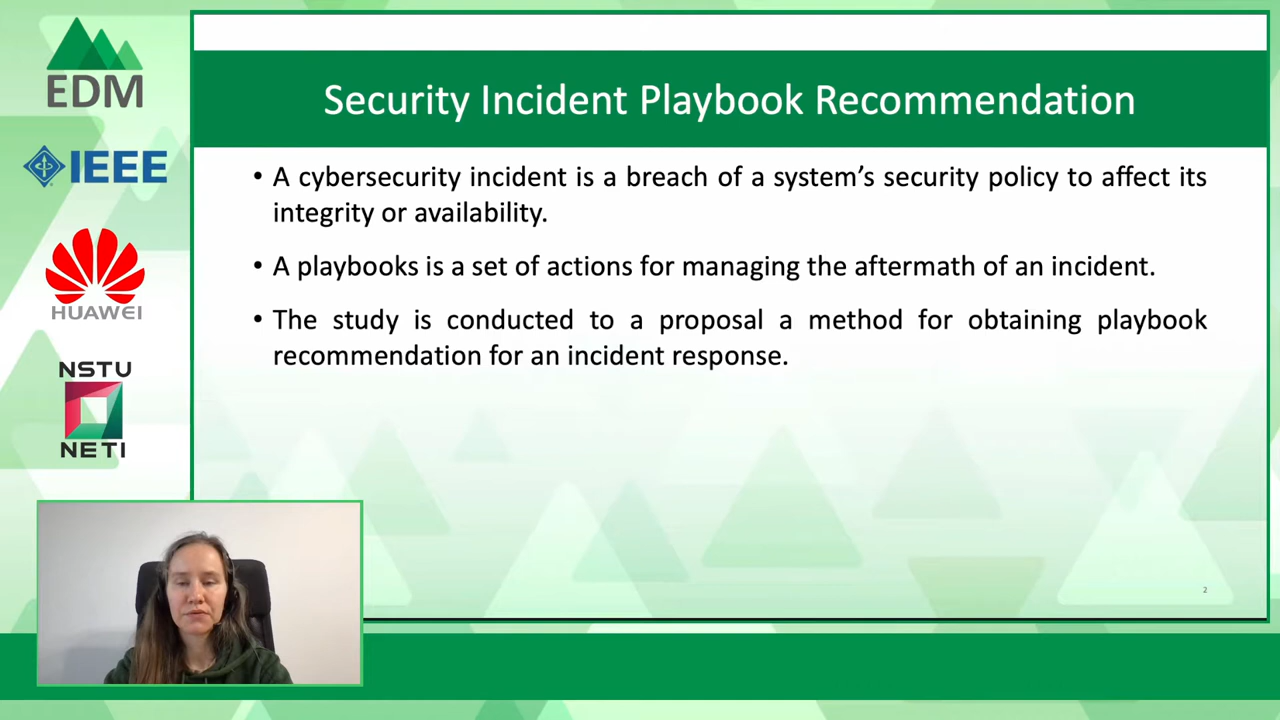 EDM
IEEE
HUAWEI
NSTU
NETI
Security Incident Playbook Recommendation
• A cybersecurity incident is a breach of a system’s security policy to affect its
integrity or availability.
• A playbooks is a set of actions for managing the aftermath of an incident.
• The study is conducted to a proposal a method for obtaining playbook
recommendation for an incident response.
2